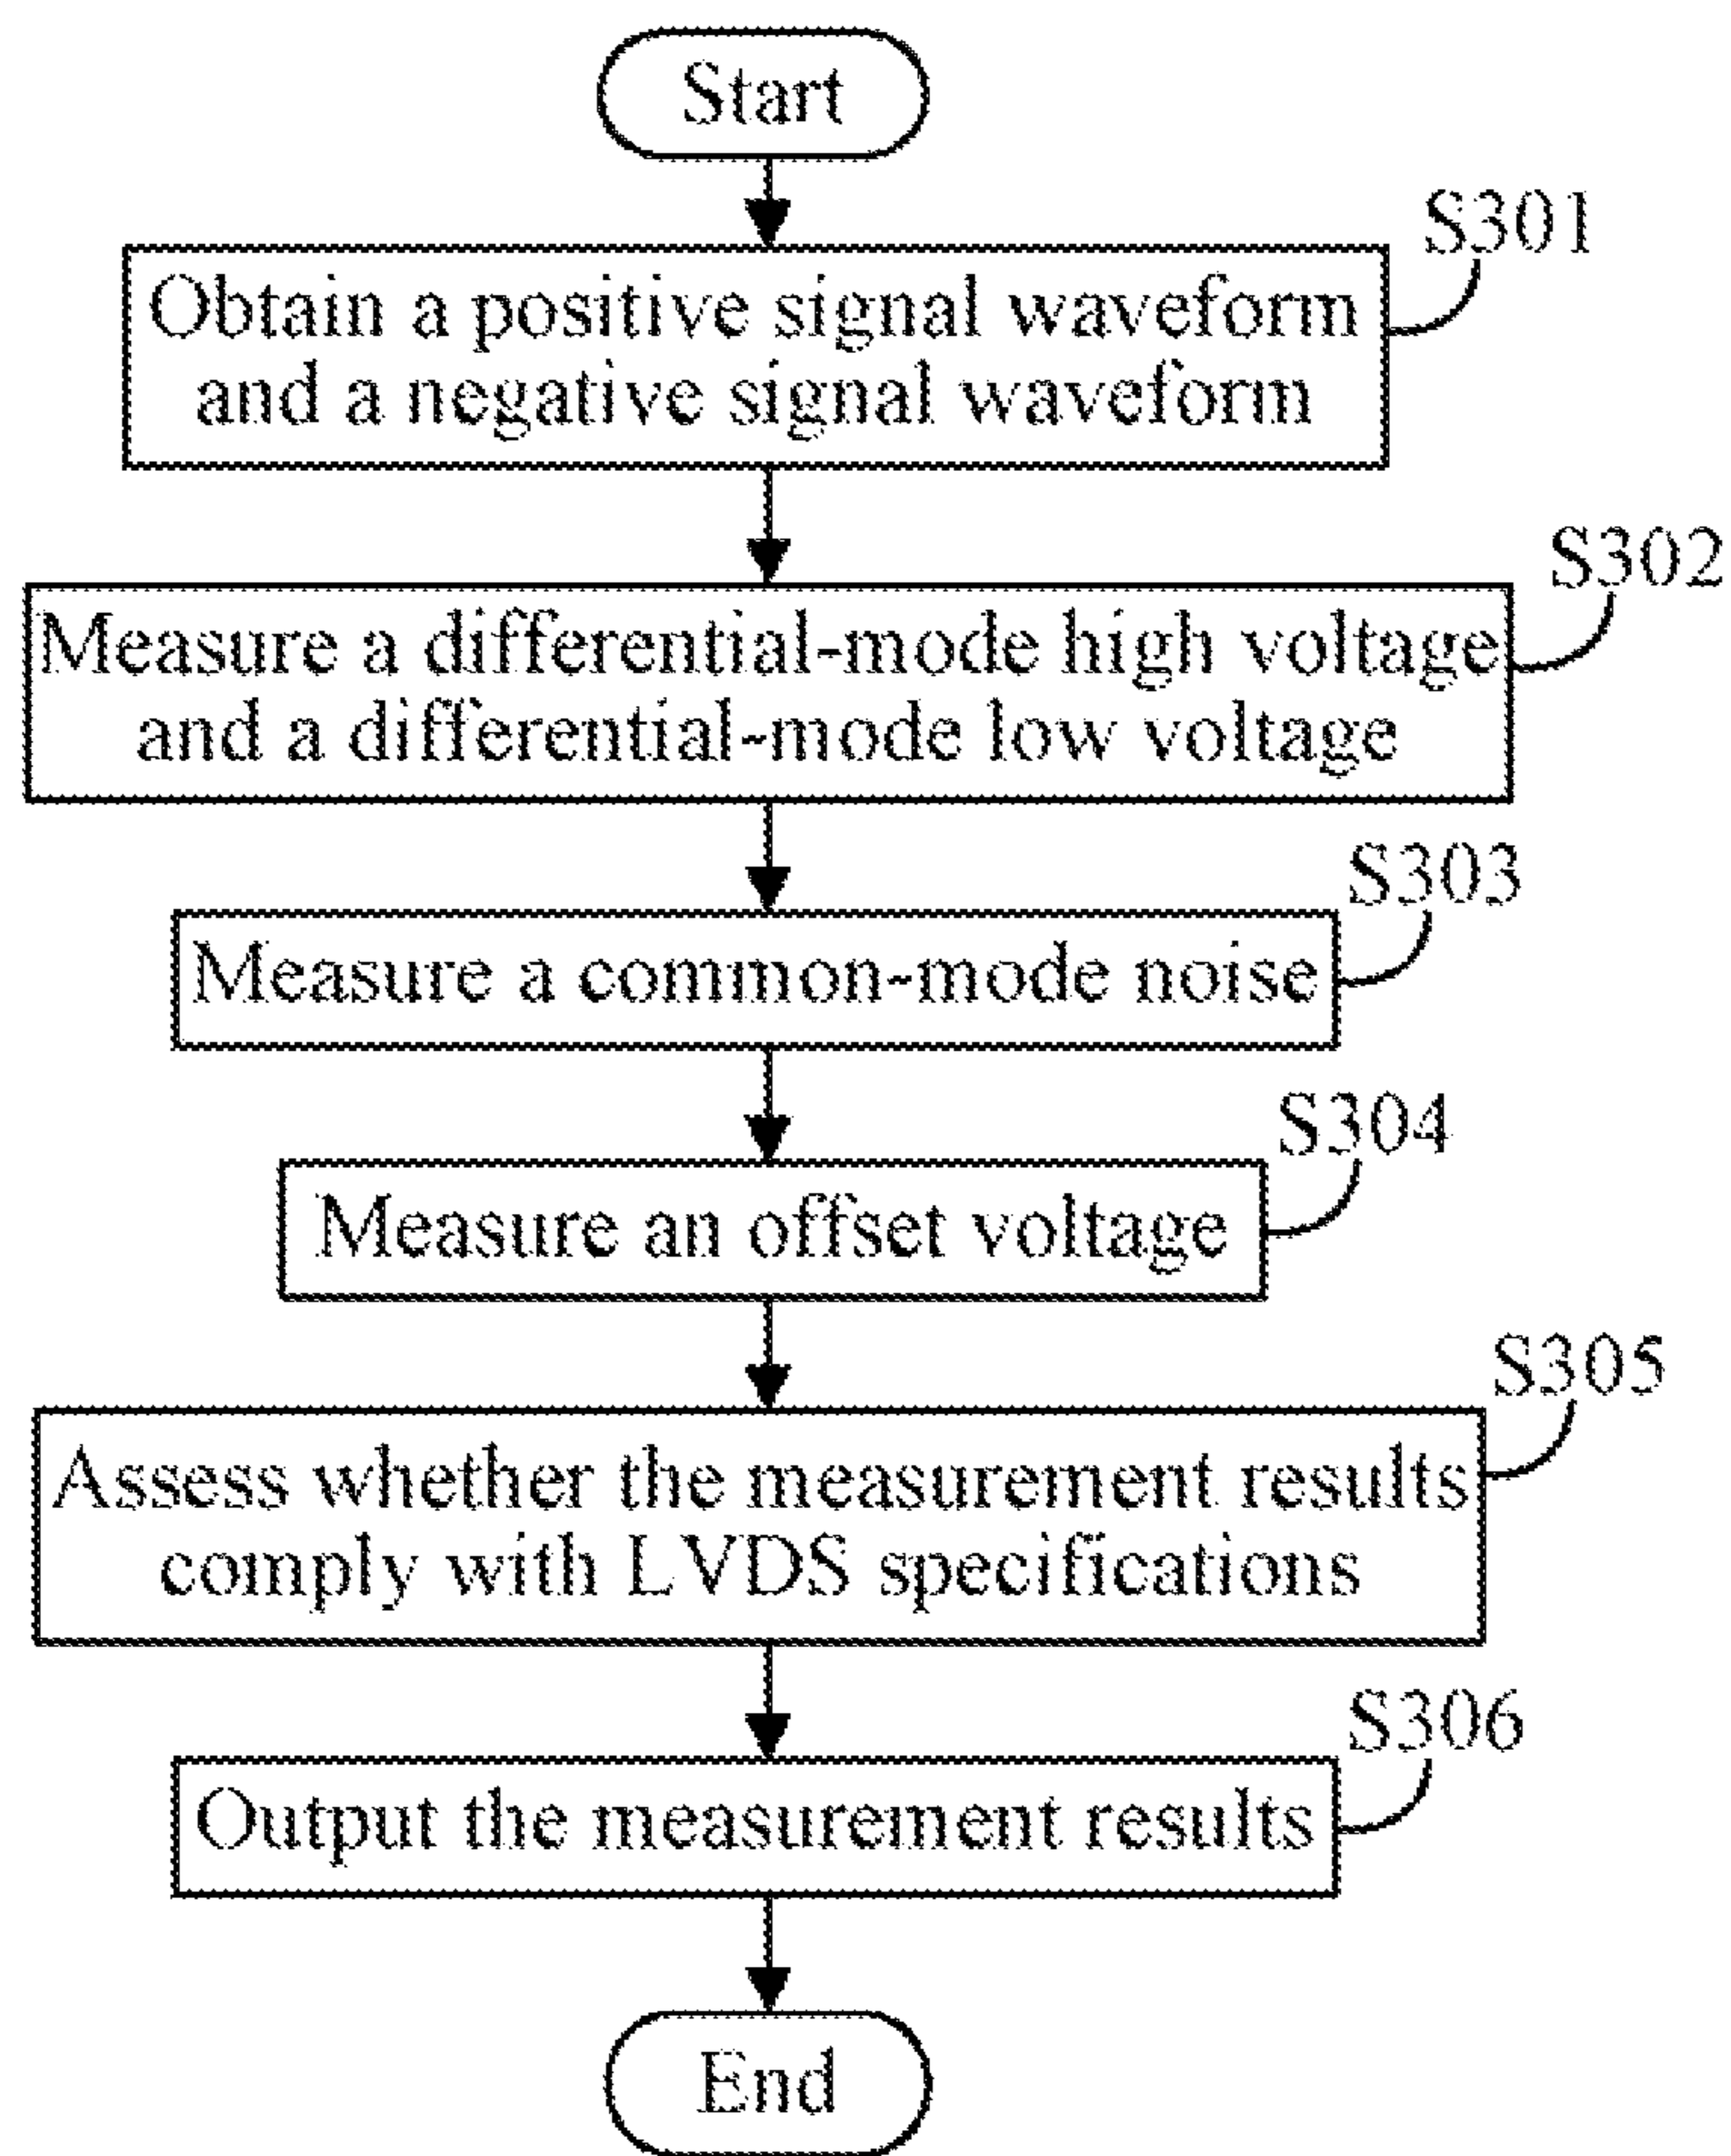 Start
S301
Obtain a positive signal waveform
and a negative signal waveform
S302
Measure a differential-mode high voltage
and a differential-mode low voltage
S303
Measure a common-mode noise
S304
Measure an offset voltage
S305
Assess whether the measurement results
comply with LVDS specifications
S306
Output the measurement results
End